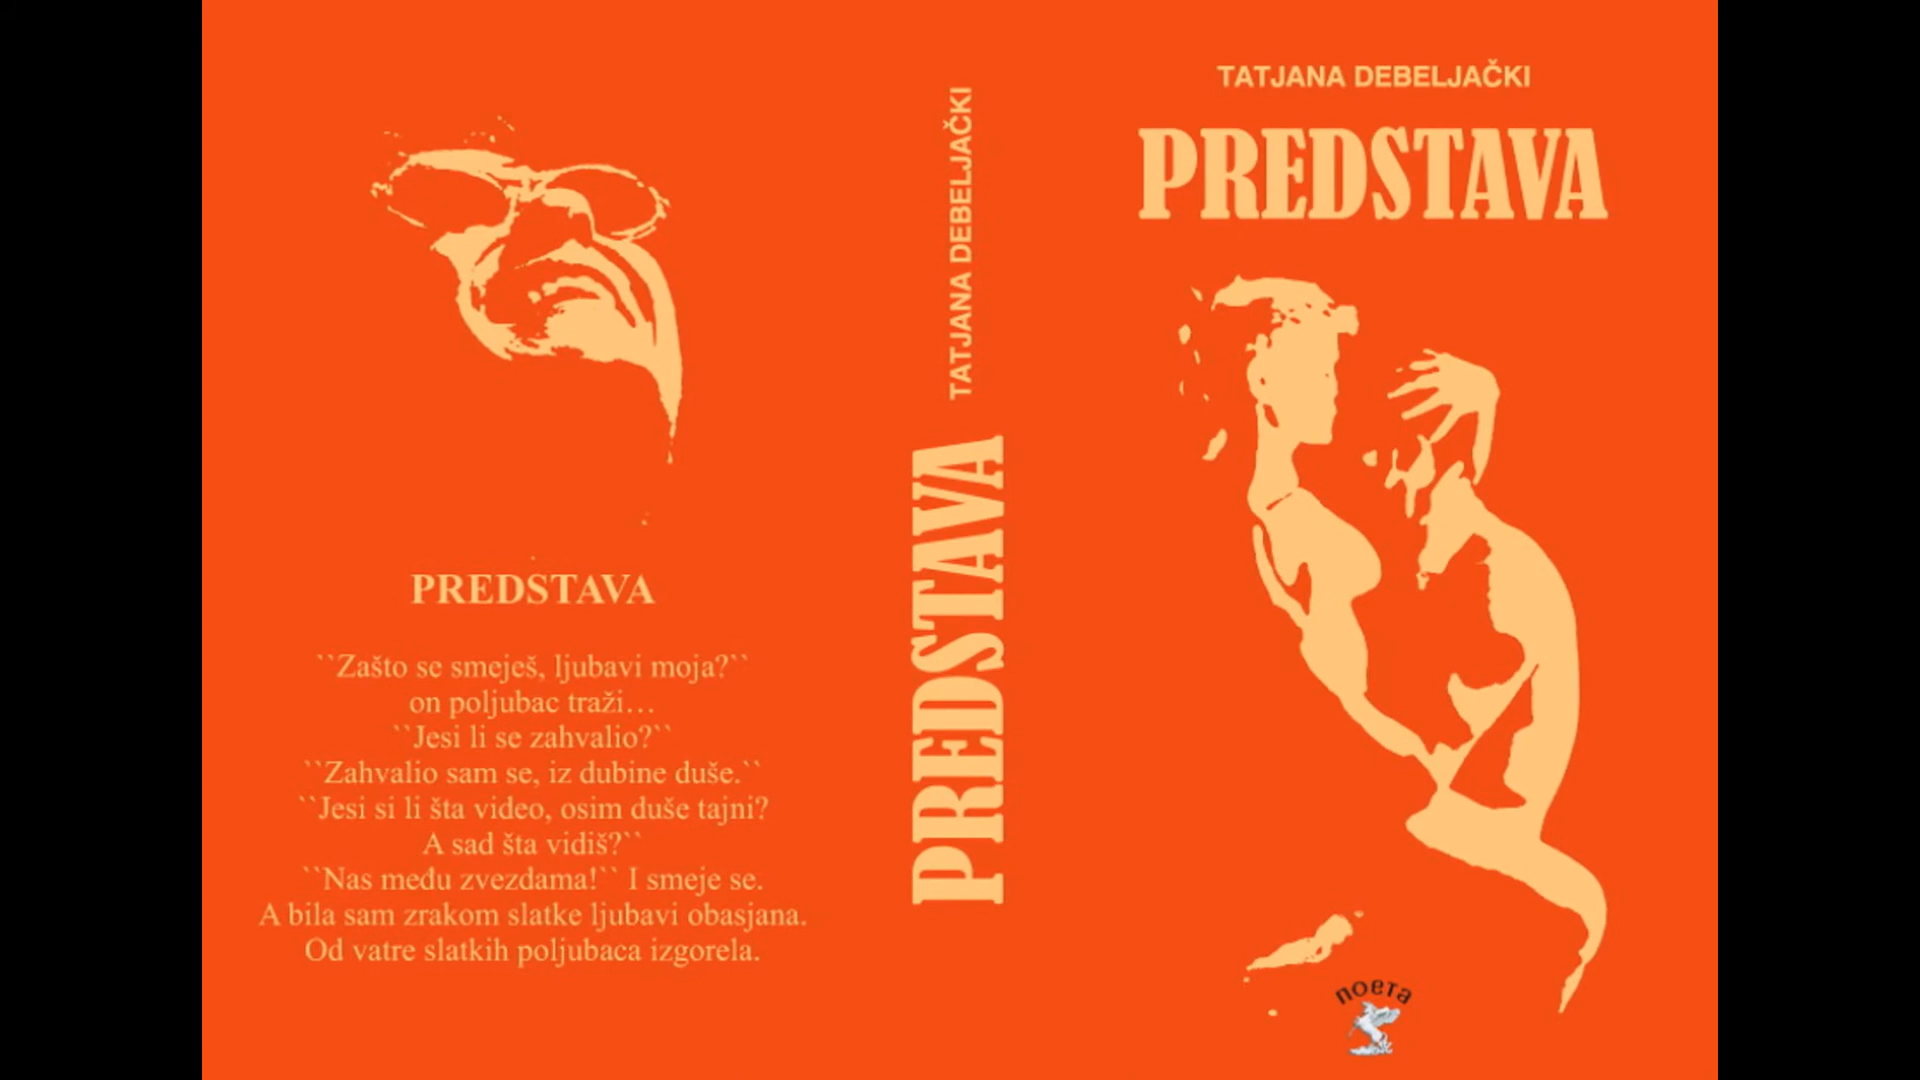 PREDSTAVA
``Zašto se smeješ, ljubavi moja?``
on poljubac traži…
``Jesi li se zahvalio?``
``Zahvalio sam se, iz dubine duše.``
``Jesi si li šta video, osim duše tajni?
A sad šta vidiš?``
``Nas među zvezdama!`` I smeje se.
A bila sam zrakom slatke ljubavi obasjana.
Od vatre slatkih poljubaca izgorela.
TATJANA DEBELJAČKI
PREDSTAVA
TATJANA DEBELJAČKI
PREDSTAVA
поета